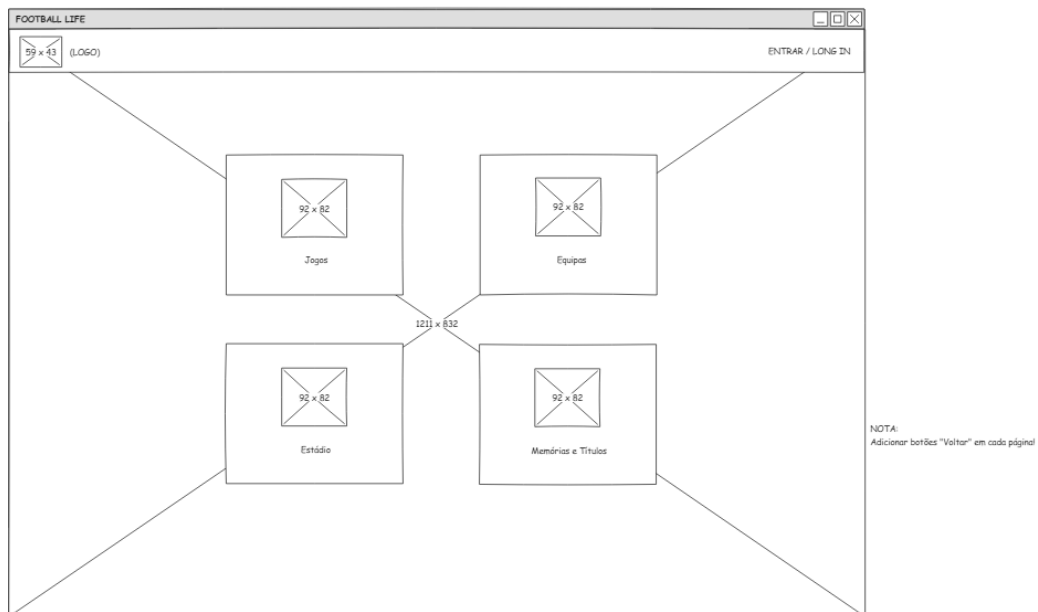 FOOTBALL LIFE
59 x 43 (LOGO) ENTRAR / LONG IN
92 x 82
92 x 82
Jogos
Equipas
1211 x 832
92 x 82
92 x 82
Estádio
Memórias e Títulos
NOTA:
Adicionar botões "Voltar" em cada página!